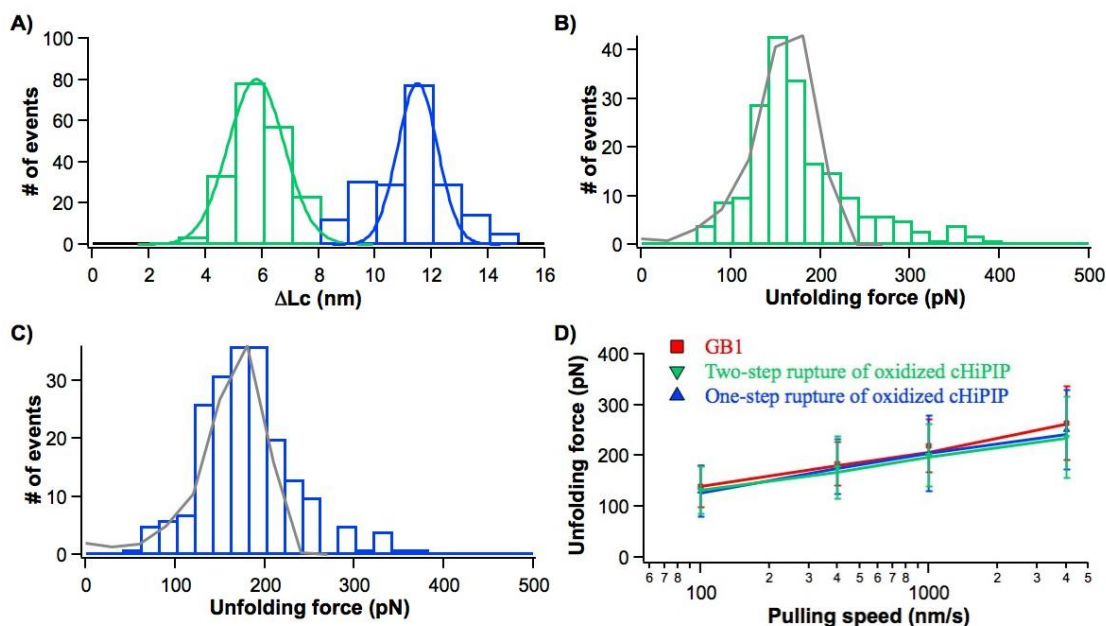 A)
100
80
60
40
20
0
# of events
0 2 4 6 8 10 12 14 16
ΔLc (nm)
B)
40
30
20
10
0
# of events
0 100 200 300 400 500
Unfolding force (pN)
C)
30
20
10
0
# of events
0 100 200 300 400 500
Unfolding force (pN)
D)
GB1
Two-step rupture of oxidized cHiPIP
One-step rupture of oxidized cHiPIP
400
300
200
100
0
Unfolding force (pN)
6 7 8 2 3 4 5 6 7 8 2 3 4 5
100 1000
Pulling speed (nm/s)